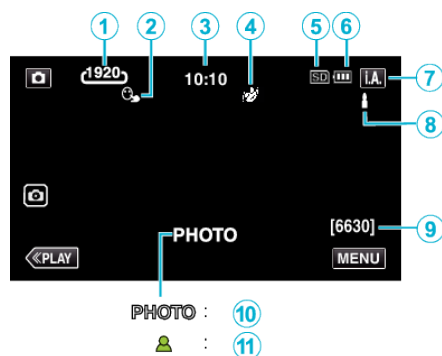 1 2 3 4 5 6
1920 10:10 SD i.A. 7
8
[6630] 9
PHOTO
≪PLAY MENU
PHOTO : 10
: 11